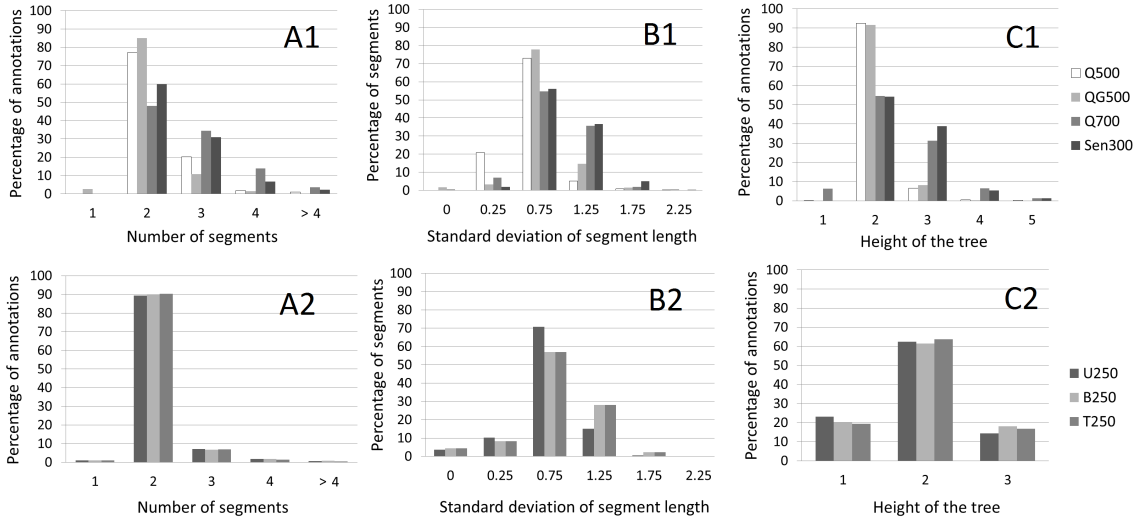 A1
Percentage of annotations
100
90
80
70
60
50
40
30
20
10
0
1 2 3 4 > 4
Number of segments
B1
Percentage of segments
100
90
80
70
60
50
40
30
20
10
0
0 0.25 0.75 1.25 1.75 2.25
Standard deviation of segment length
C1
Percentage of annotations
100
90
80
70
60
50
40
30
20
10
0
1 2 3 4 5
Height of the tree
Q500
QG500
Q700
Sen300
A2
Percentage of annotations
100
90
80
70
60
50
40
30
20
10
0
1 2 3 4 > 4
Number of segments
B2
Percentage of segments
100
90
80
70
60
50
40
30
20
10
0
0 0.25 0.75 1.25 1.75 2.25
Standard deviation of segment length
C2
Percentage of annotations
100
90
80
70
60
50
40
30
20
10
0
1 2 3
Height of the tree
U250
B250
T250